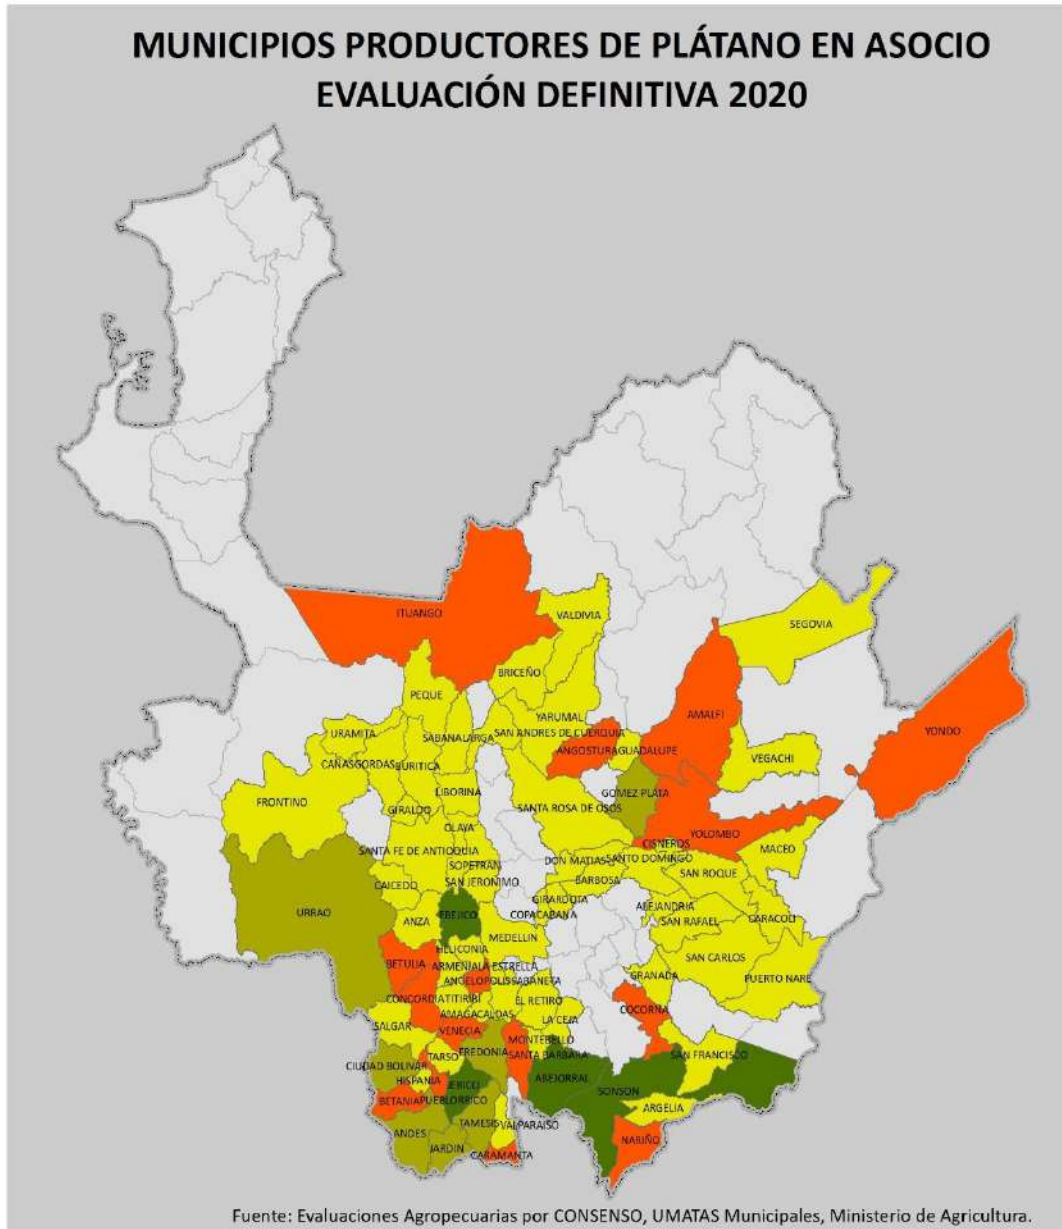 MUNICIPIOS PRODUCTORES DE PLÁTANO EN ASOCIO
EVALUACIÓN DEFINITIVA 2020
ITUANGO
VALDIVIA
SEGOVIA
BRICEÑO
PEQUE
AMALFI
YARUMAL
YONDO
URAMITA
SABANALARGA
SAN ANDRES DE CUERQUIA
ANGOSTURA
GUADALUPE
VEGACHI
CAÑASGORDAS
BURITICA
FRONTINO
LIBORINA
GOMEZ PLATA
GIRALDO
SANTA ROSA DE OSOS
OLAYA
YOLOMBO
CISNEROS
MACEO
SANTA FE DE ANTIOQUIA
SOPETRAN
DON MATIAS
SANTO DOMINGO
SAN ROQUE
CAICEDO
SAN JERONIMO
BARBOSA
GIRARDOTA
ALEJANDRIA
URRAO
ANZA
EBEJICO
COPACABANA
SAN RAFAEL
CARACOLI
MEDELLIN
HELICONIA
SAN CARLOS
BETULIA
ARMENIA
LA ESTRELLA
GRANADA
PUERTO NARE
ANGELOPOLIS
SABANETA
CONCORDIA
TITIRIBI
EL RETIRO
COCORNA
AMAGA
CALDAS
SALGAR
VENECIA
LA CEJA
MONTEBELLO
FREDONIA
SANTA BARBARA
SAN FRANCISCO
CIUDAD BOLIVAR
TARSO
HISPANIA
JERICO
ABEJORRAL
SONSON
BETANIA
PUEBLORRICO
ARGELIA
TAMESIS
VALPARAISO
ANDES
JARDIN
NARIÑO
CARAMANTA
Fuente: Evaluaciones Agropecuarias por CONSENSO, UMATAS Municipales, Ministerio de Agricultura.